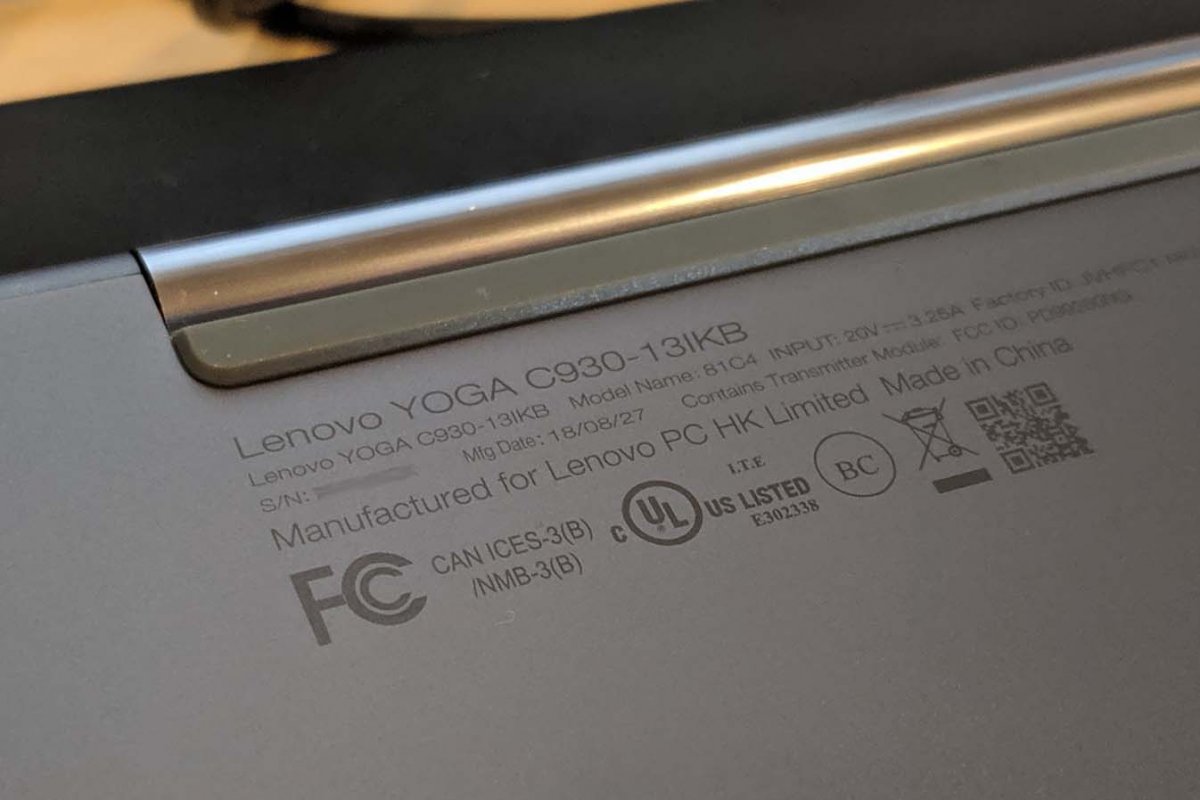 Lenovo YOGA C930-13IKB
Lenovo YOGA C930-13IKB Model Name: 81C4 INPUT: 20V⎓3.25A Factory ID:
S/N: Mfg Date: 18/08/27 Contains Transmitter Module: FCC ID:
Manufactured for Lenovo PC HK Limited Made in China
FC CAN ICES-3(B)
/NMB-3(B)
c UL ® US LISTED
I.T.E
E302338
BC